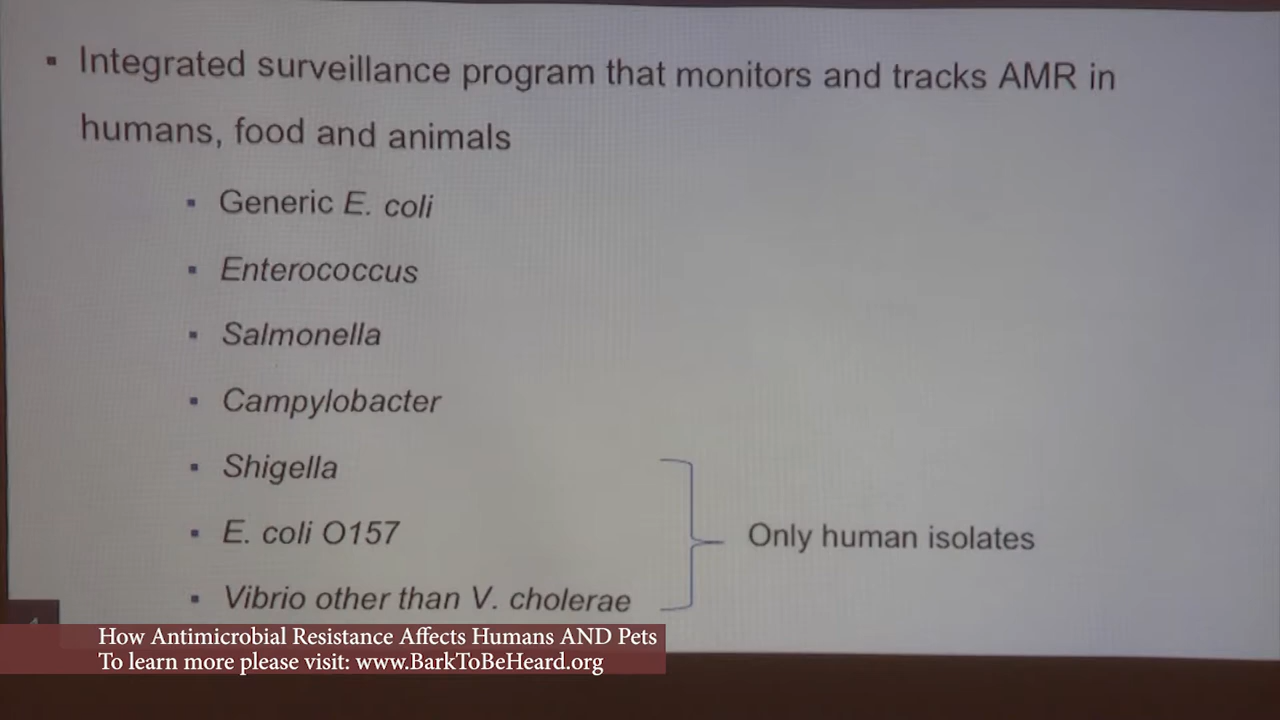 ▪ Integrated surveillance program that monitors and tracks AMR in
humans, food and animals
▪ Generic E. coli
▪ Enterococcus
▪ Salmonella
▪ Campylobacter
▪ Shigella
▪ E. coli O157
▪ Vibrio other than V. cholerae
Only human isolates
How Antimicrobial Resistance Affects Humans AND Pets
To learn more please visit: www.BarkToBeHeard.org